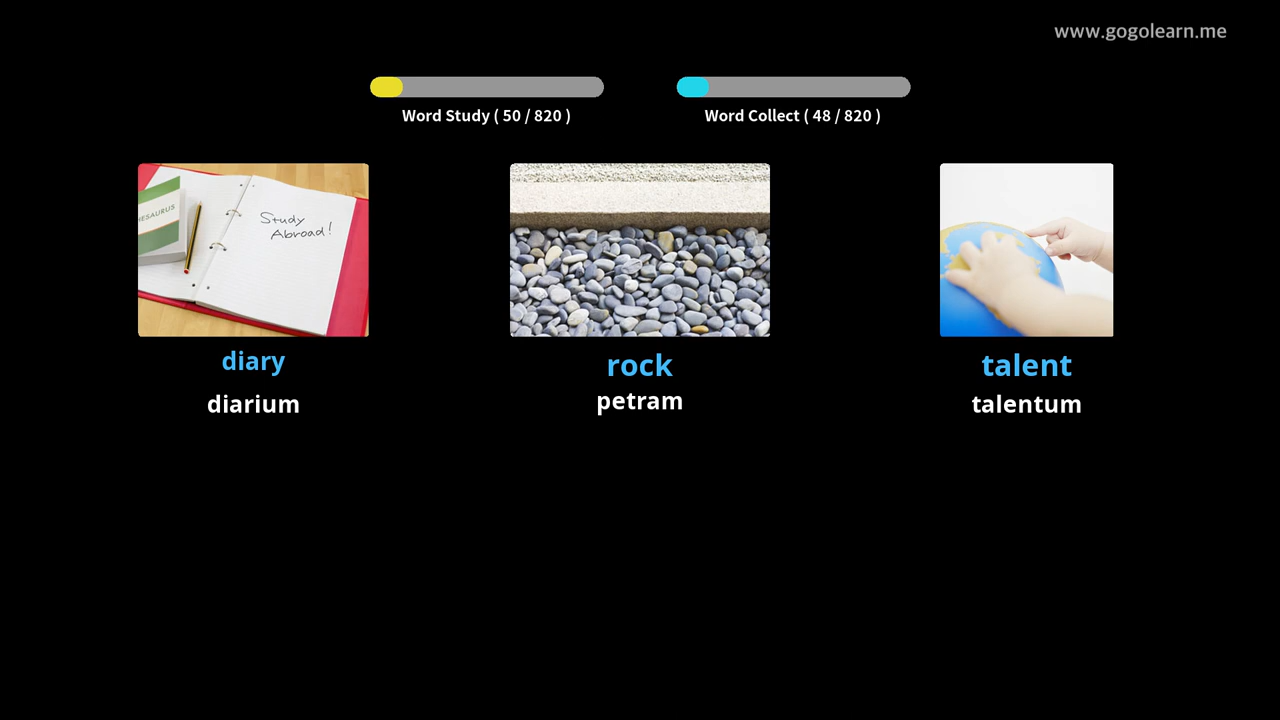 www.gogolearn.me
Word Study ( 50 / 820 )
Word Collect ( 48 / 820 )
HESAURUS
Study
Abroad!
diary
diarium
rock
petram
talent
talentum